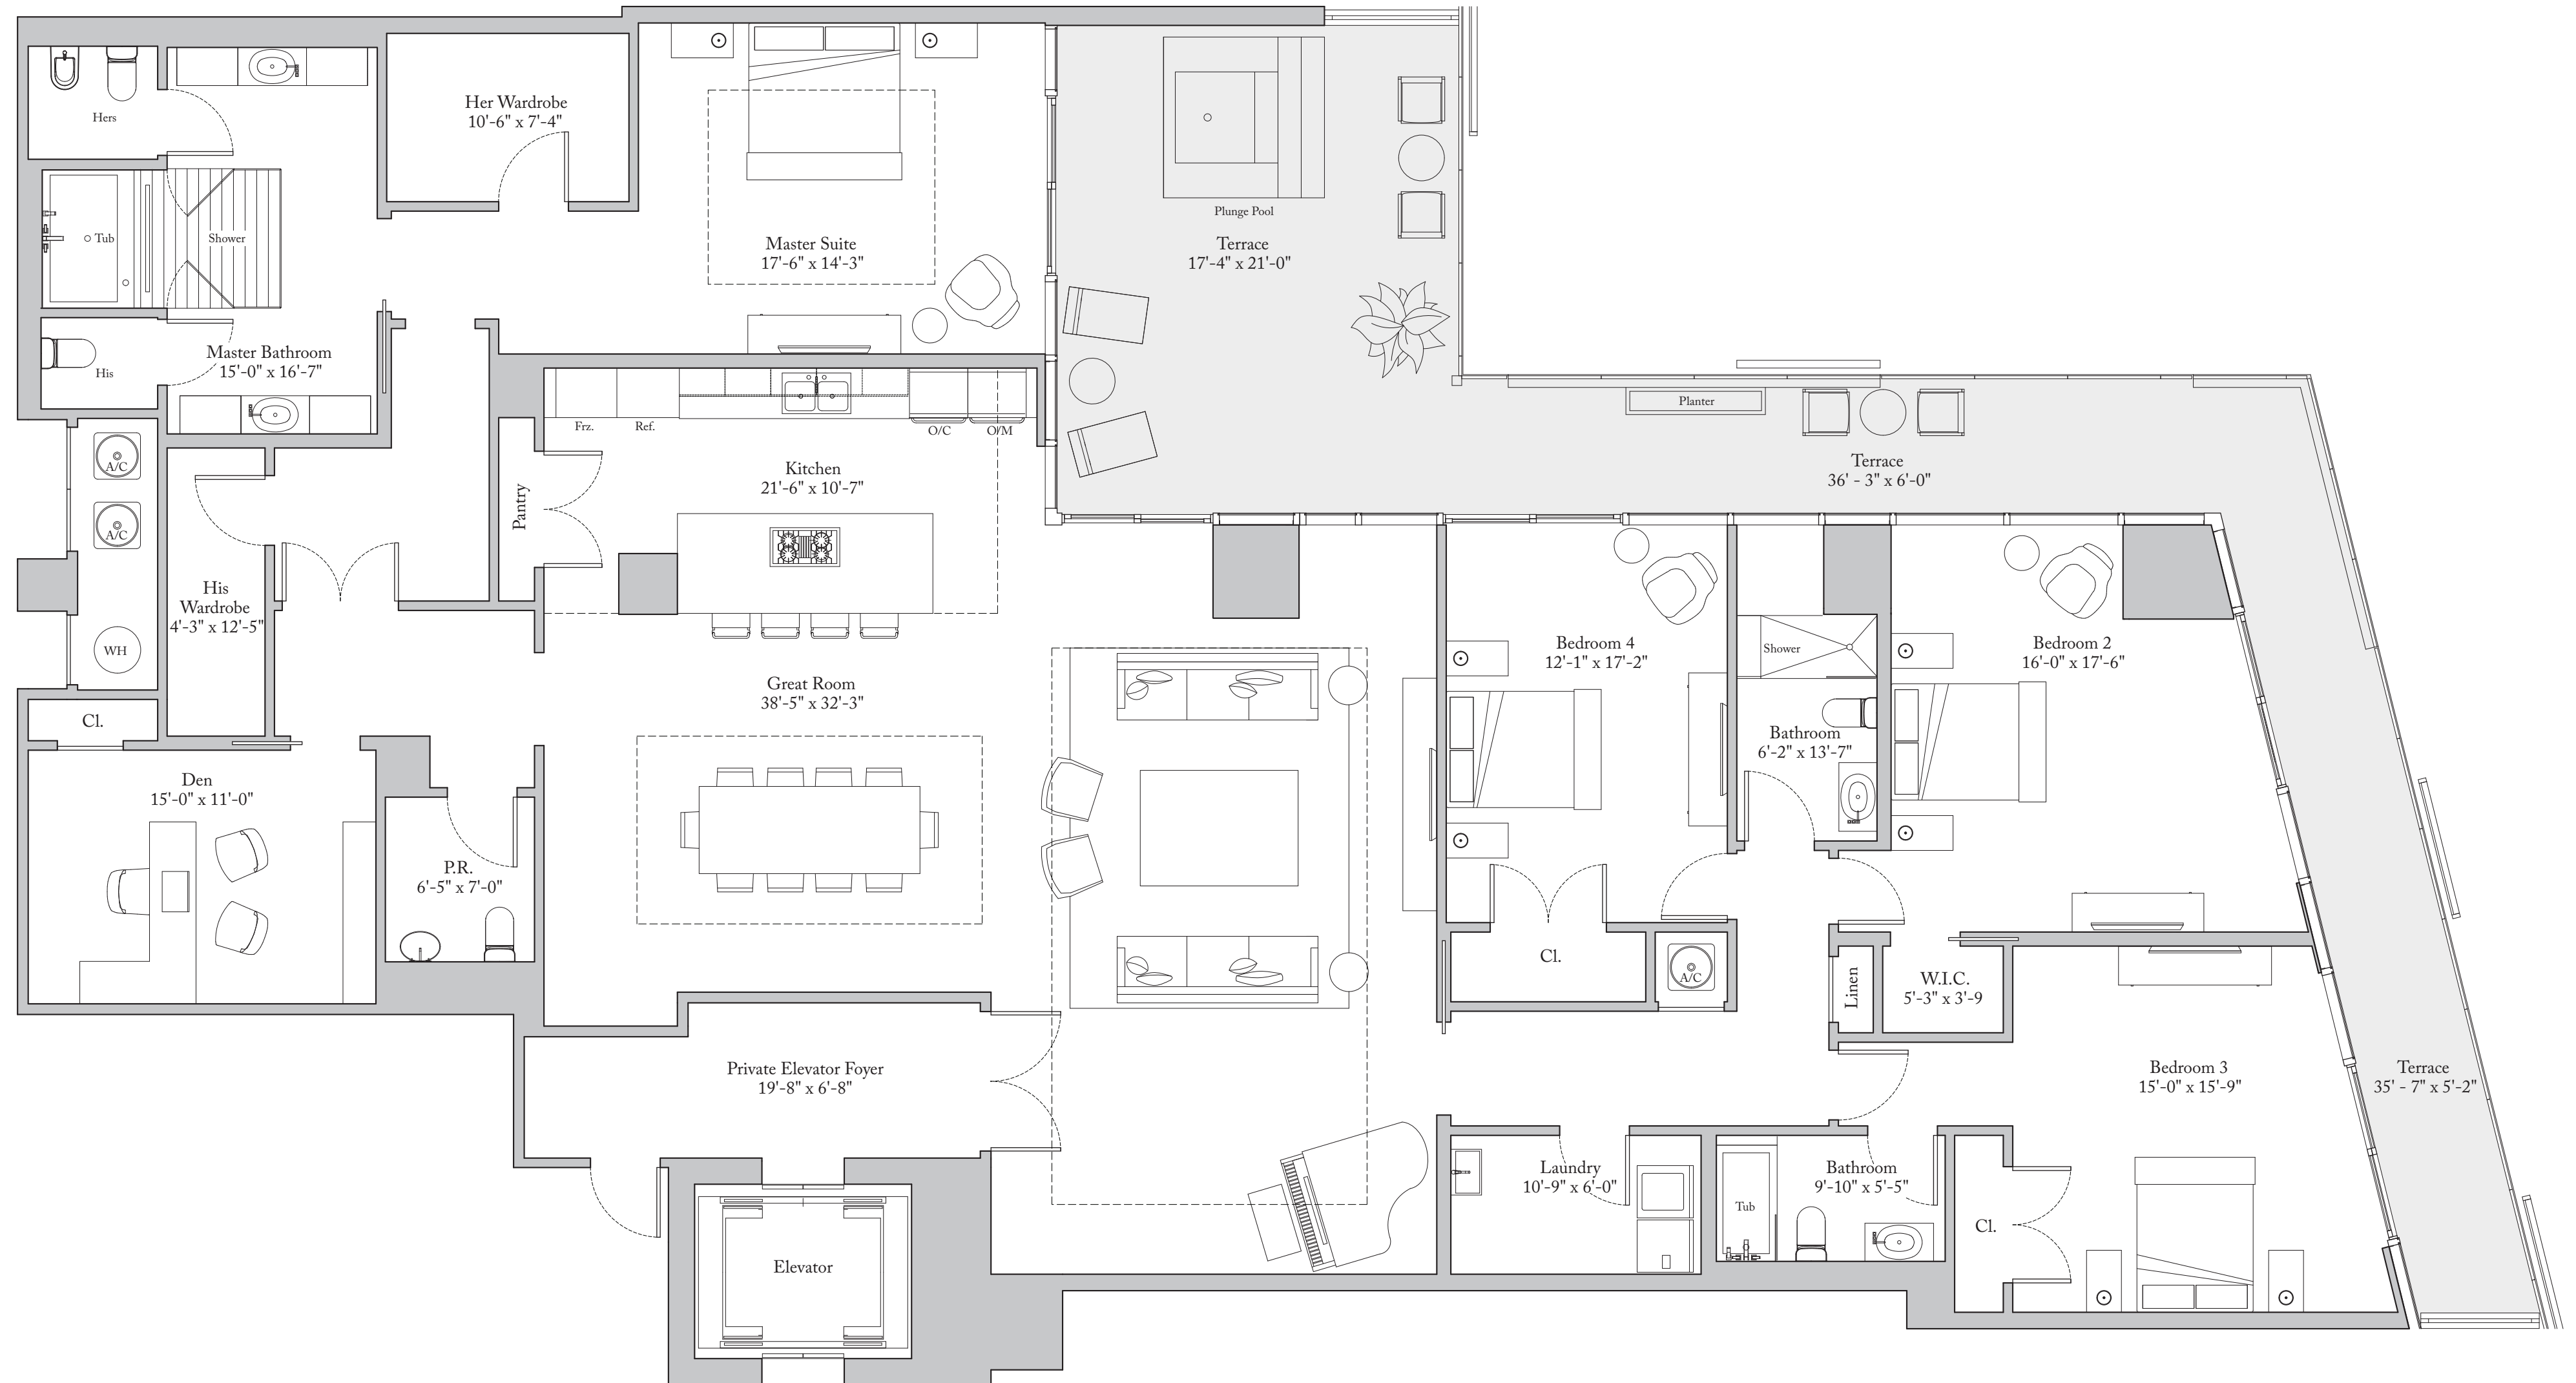 Hers
Her Wardrobe
10'-6" x 7'-4"
Tub
Shower
Master Suite
17'-6" x 14'-3"
Plunge Pool
Terrace
17'-4" x 21'-0"
His
Master Bathroom
15'-0" x 16'-7"
Frz.
Ref.
O/C
O/M
Planter
A/C
A/C
Pantry
Kitchen
21'-6" x 10'-7"
Terrace
36' - 3" x 6'-0"
His
Wardrobe
4'-3" x 12'-5"
WH
Great Room
38'-5" x 32'-3"
Bedroom 4
12'-1" x 17'-2"
Shower
Bedroom 2
16'-0" x 17'-6"
Cl.
Bathroom
6'-2" x 13'-7"
Den
15'-0" x 11'-0"
P.R.
6'-5" x 7'-0"
Cl.
A/C
Linen
W.I.C.
5'-3" x 3'-9
Private Elevator Foyer
19'-8" x 6'-8"
Bedroom 3
15'-0" x 15'-9"
Terrace
35' - 7" x 5'-2"
Laundry
10'-9" x 6'-0"
Tub
Bathroom
9'-10" x 5'-5"
Cl.
Elevator